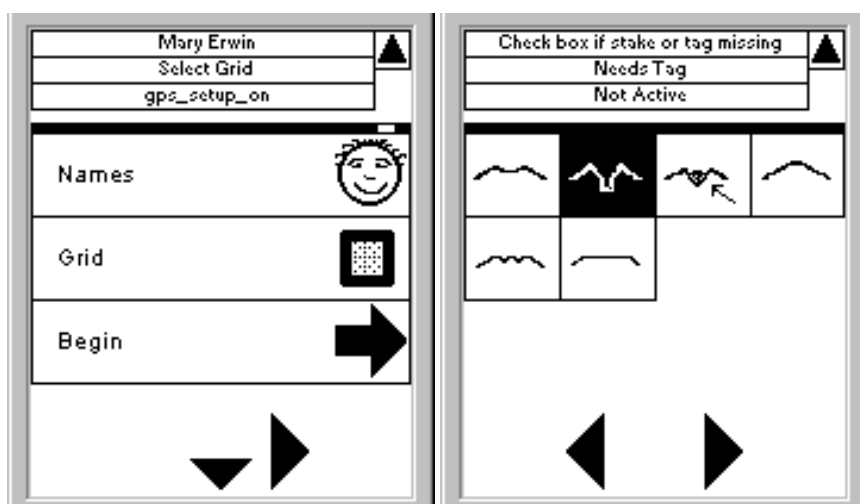 Mary Erwin
Select Grid
gps_setup_on
Names
Grid
Begin
Check box if stake or tag missing
Needs Tag
Not Active